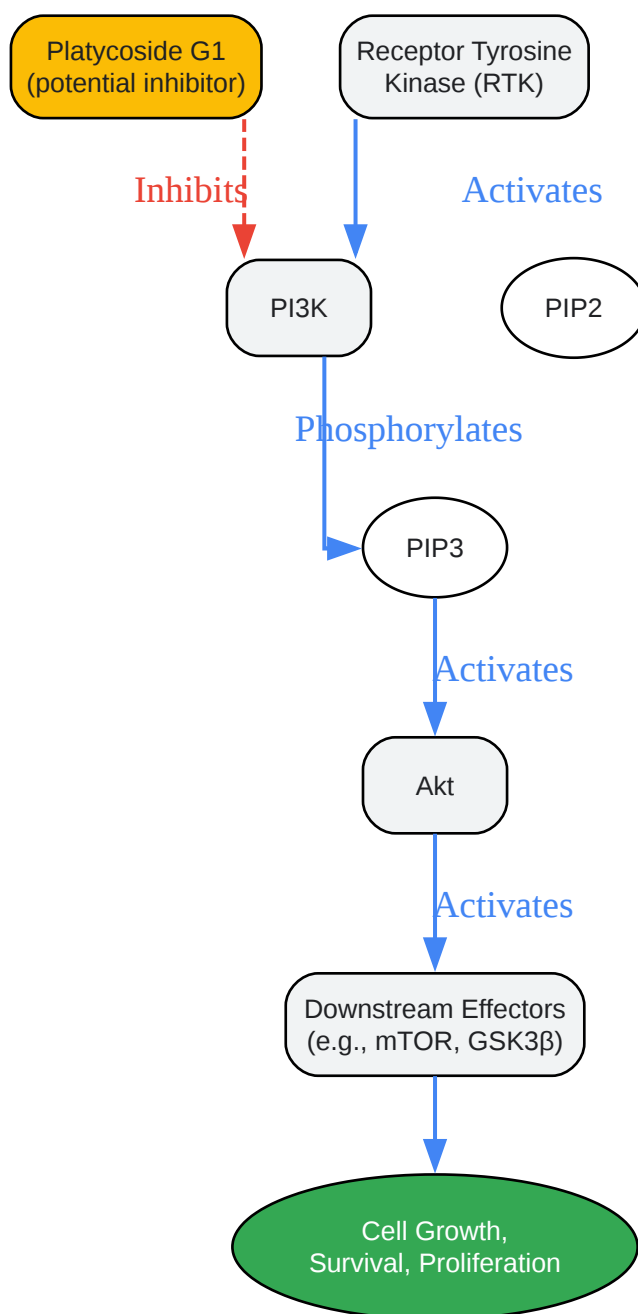 Platycoside G1
(potential inhibitor)
Receptor Tyrosine
Kinase (RTK)
Inhibits
Activates
PI3K
PIP2
Phosphorylates
PIP3
Activates
Akt
Activates
Downstream Effectors
(e.g., mTOR, GSK3β)
Cell Growth,
Survival, Proliferation